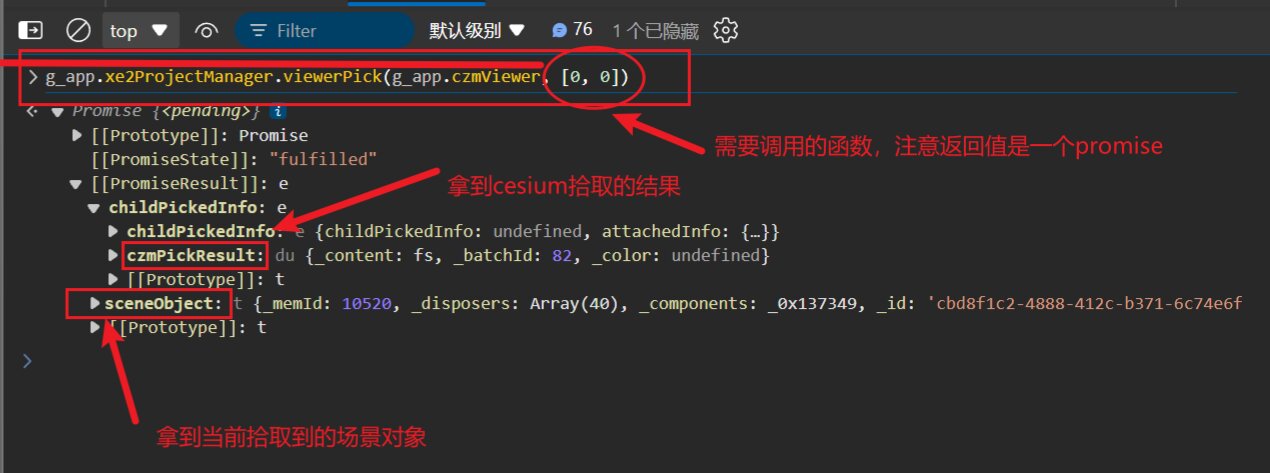 top Filter 默认级别 76 1 个已隐藏
g_app.xe2ProjectManager.viewerPick(g_app.czmViewer, [0, 0])
Promise {<pending>} i
[[Prototype]]: Promise
需要调用的函数，注意返回值是一个promise
[[PromiseState]]: "fulfilled"
[[PromiseResult]]: e
拿到cesium拾取的结果
childPickedInfo: e
childPickedInfo: e {childPickedInfo: undefined, attachedInfo: {…}}
czmPickResult: du {_content: fs, _batchId: 82, _color: undefined}
[[Prototype]]: t
sceneObject: t {_memId: 10520, _disposers: Array(40), _components: _0x137349, _id: 'cbd8f1c2-4888-412c-b371-6c74e6f
[[Prototype]]: t
拿到当前拾取到的场景对象